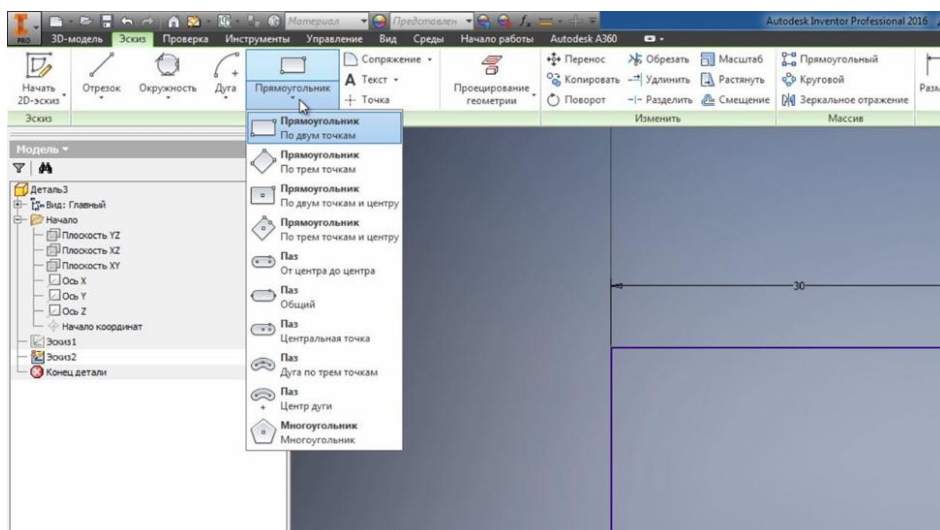 Материал
Представлен
Autodesk Inventor Professional 2016
PRO
3D-модель Эскиз Проверка Инструменты Управление Вид Среды Начало работы Autodesk A360
Начать
2D-эскиз
Отрезок
Окружность
Дуга
Прямоугольник
Сопряжение
Текст
Точка
Проецирование
геометрии
Перенос
Копировать
Поворот
Обрезать
Удлинить
Разделить
Масштаб
Растянуть
Смещение
Прямоугольный
Круговой
Зеркальное отражение
Разм
Эскиз
Изменить
Массив
Модель
Деталь3
Вид: Главный
Начало
Плоскость YZ
Плоскость XZ
Плоскость XY
Ось X
Ось Y
Ось Z
Начало координат
Эскиз1
Эскиз2
Конец детали
Прямоугольник
По двум точкам
Прямоугольник
По трем точкам
Прямоугольник
По двум точкам и центру
Прямоугольник
По трем точкам и центру
Паз
От центра до центра
Паз
Общий
Паз
Центральная точка
Паз
Дуга по трем точкам
Паз
Центр дуги
Многоугольник
Многоугольник
30